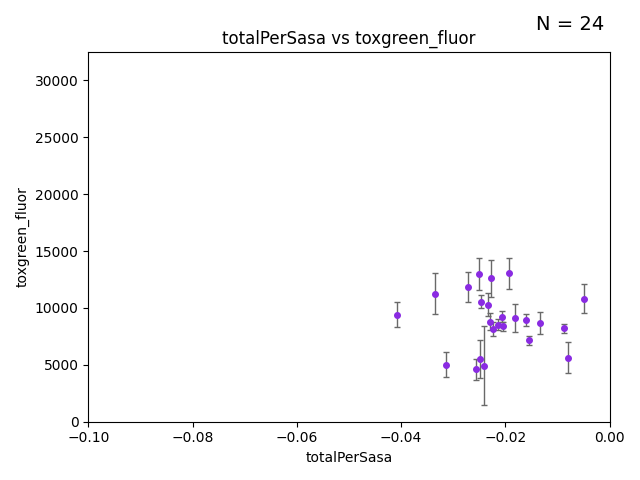 N = 24
totalPerSasa vs toxgreen_fluor
30000
25000
20000
15000
10000
5000
0
toxgreen_fluor
−0.10 −0.08 −0.06 −0.04 −0.02 0.00
totalPerSasa